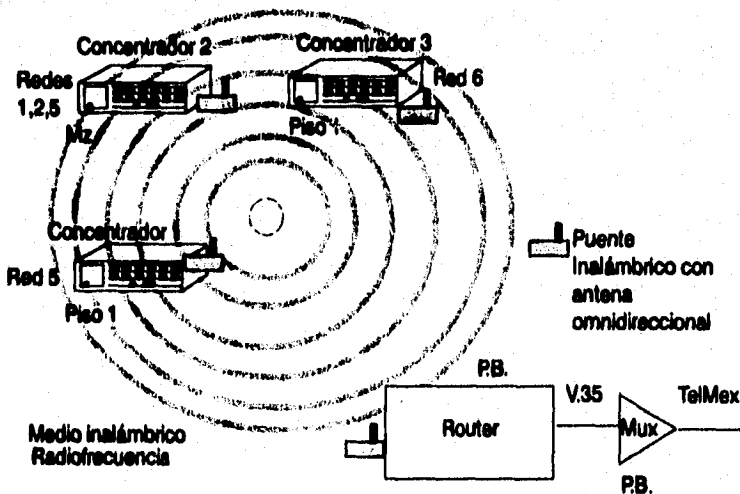 Concentrador 2
Concentrador 3
Redes
1,2,5
Mz
Red 6
Piso 1
Concentrador
Red 5
Piso 1
Puente
Inalámbrico con
antena
omnidireccional
P.B.
Router
V.35
Mux
TelMex
P.B.
Medio inalámbrico
Radiofrecuencia